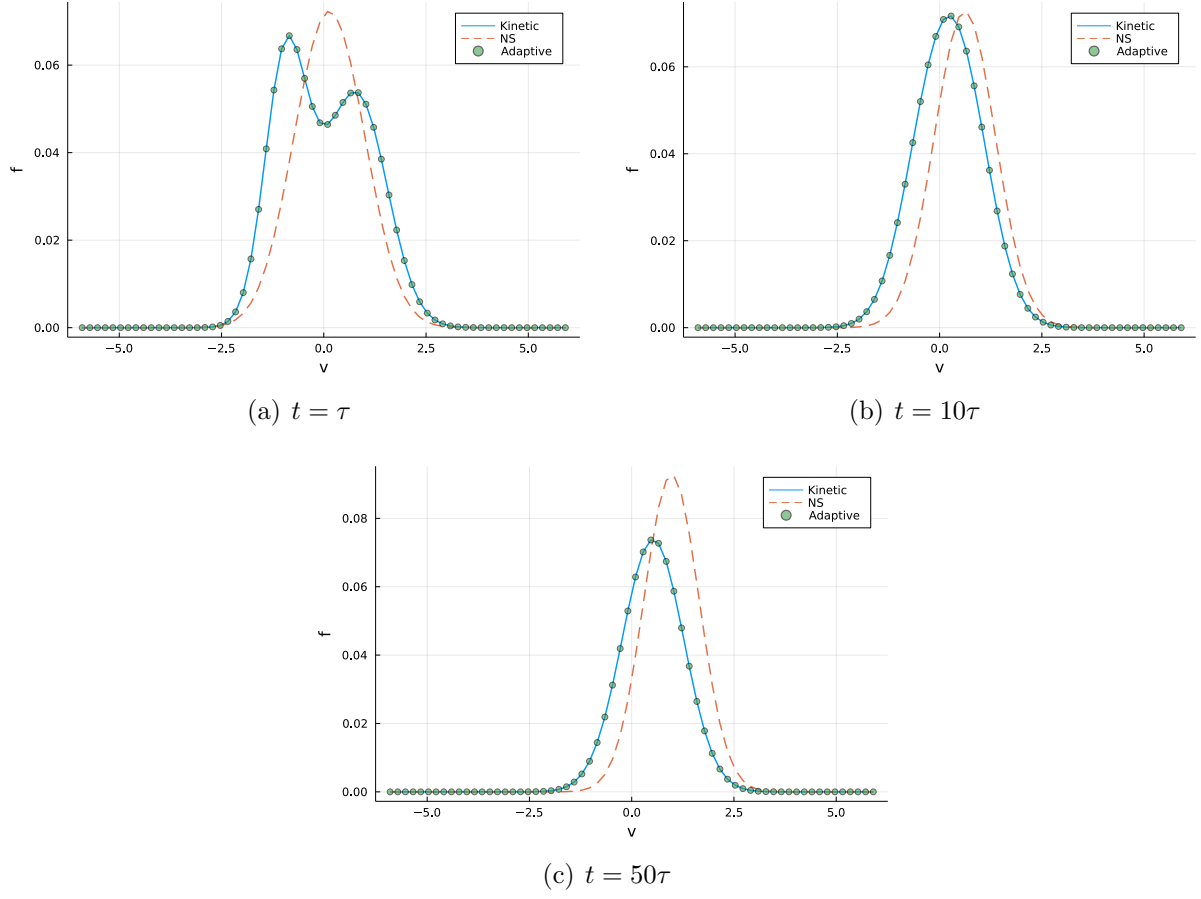 Kinetic
NS
Adaptive
f
0.06
0.04
0.02
0.00
−5.0 −2.5 0.0 2.5 5.0
v
(a) t = τ
Kinetic
NS
Adaptive
f
0.06
0.04
0.02
0.00
−5.0 −2.5 0.0 2.5 5.0
v
(b) t = 10τ
Kinetic
NS
Adaptive
f
0.08
0.06
0.04
0.02
0.00
−5.0 −2.5 0.0 2.5 5.0
v
(c) t = 50τ